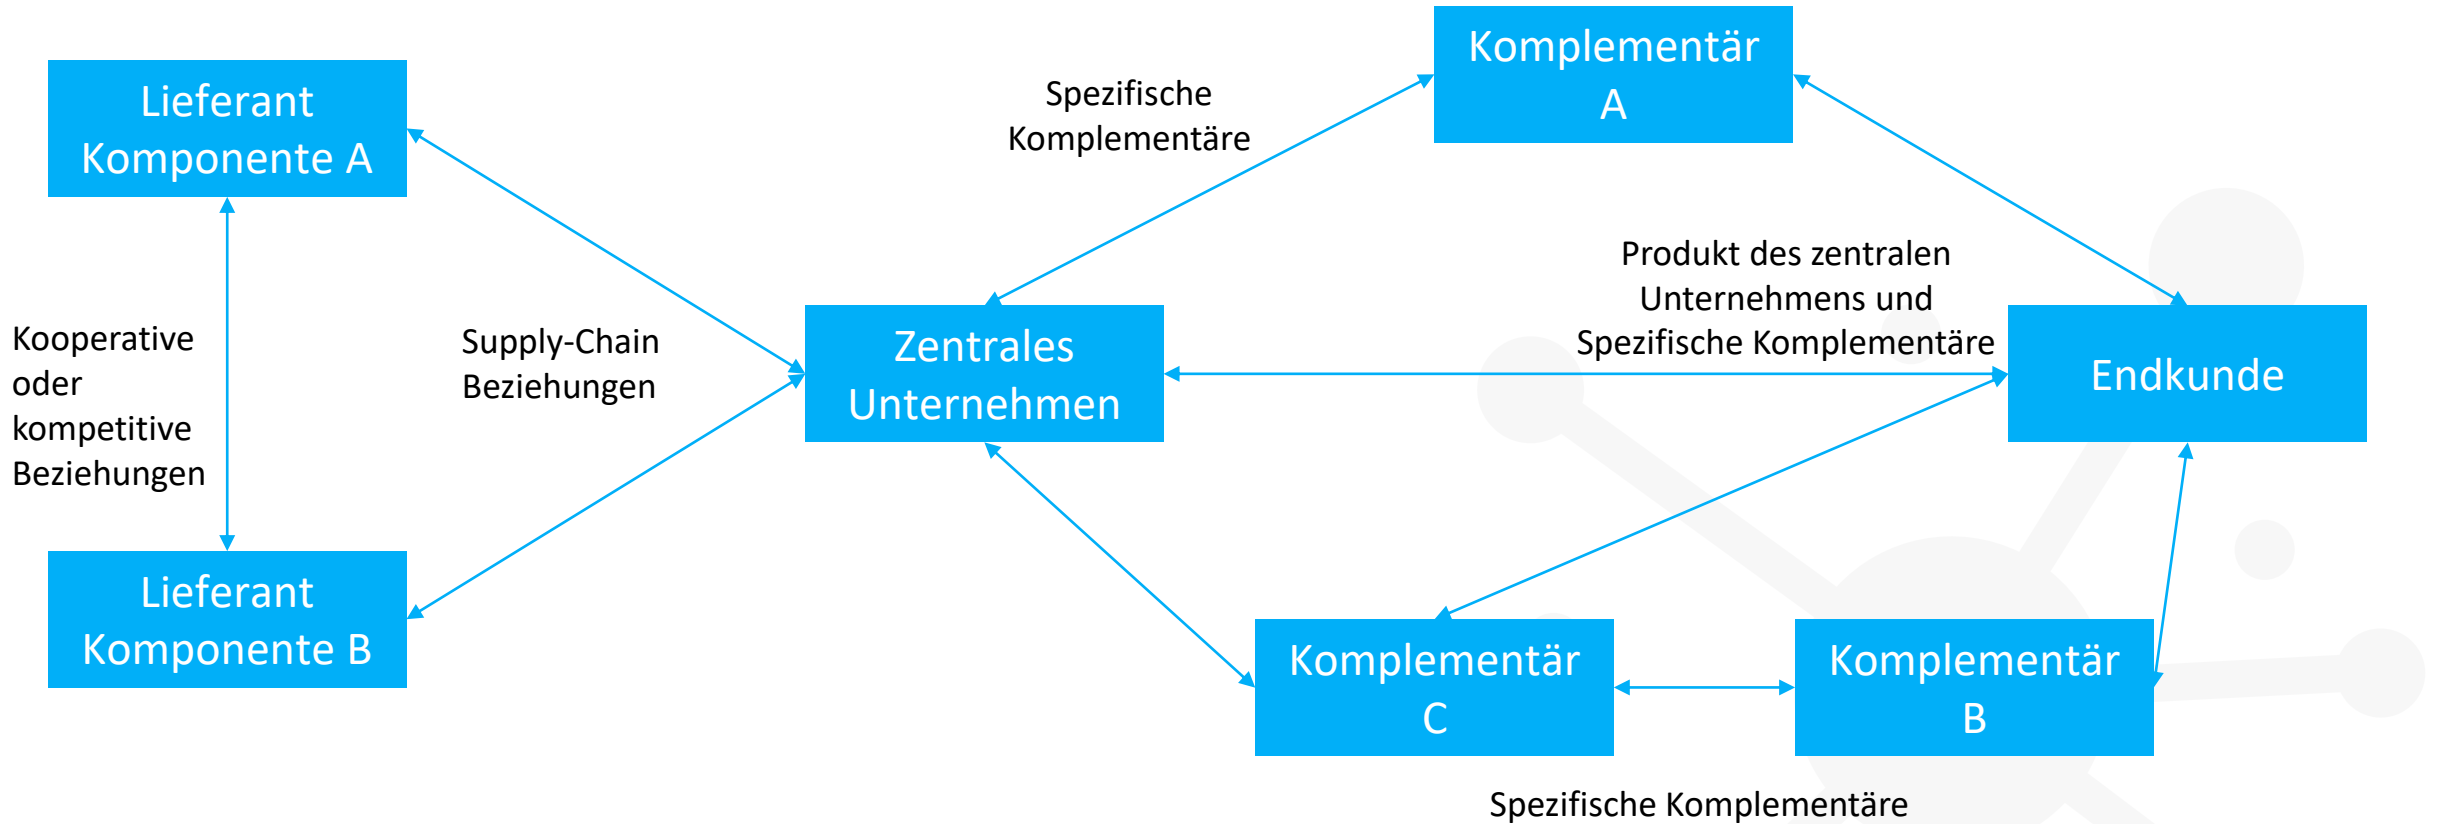 Lieferant
Komponente A
Kooperative
oder
kompetitive
Beziehungen
Lieferant
Komponente B
Supply-Chain
Beziehungen
Zentrales
Unternehmen
Spezifische
Komplementäre
Komplementär
A
Produkt des zentralen
Unternehmens und
Spezifische Komplementäre
Endkunde
Komplementär
C
Komplementär
B
Spezifische Komplementäre